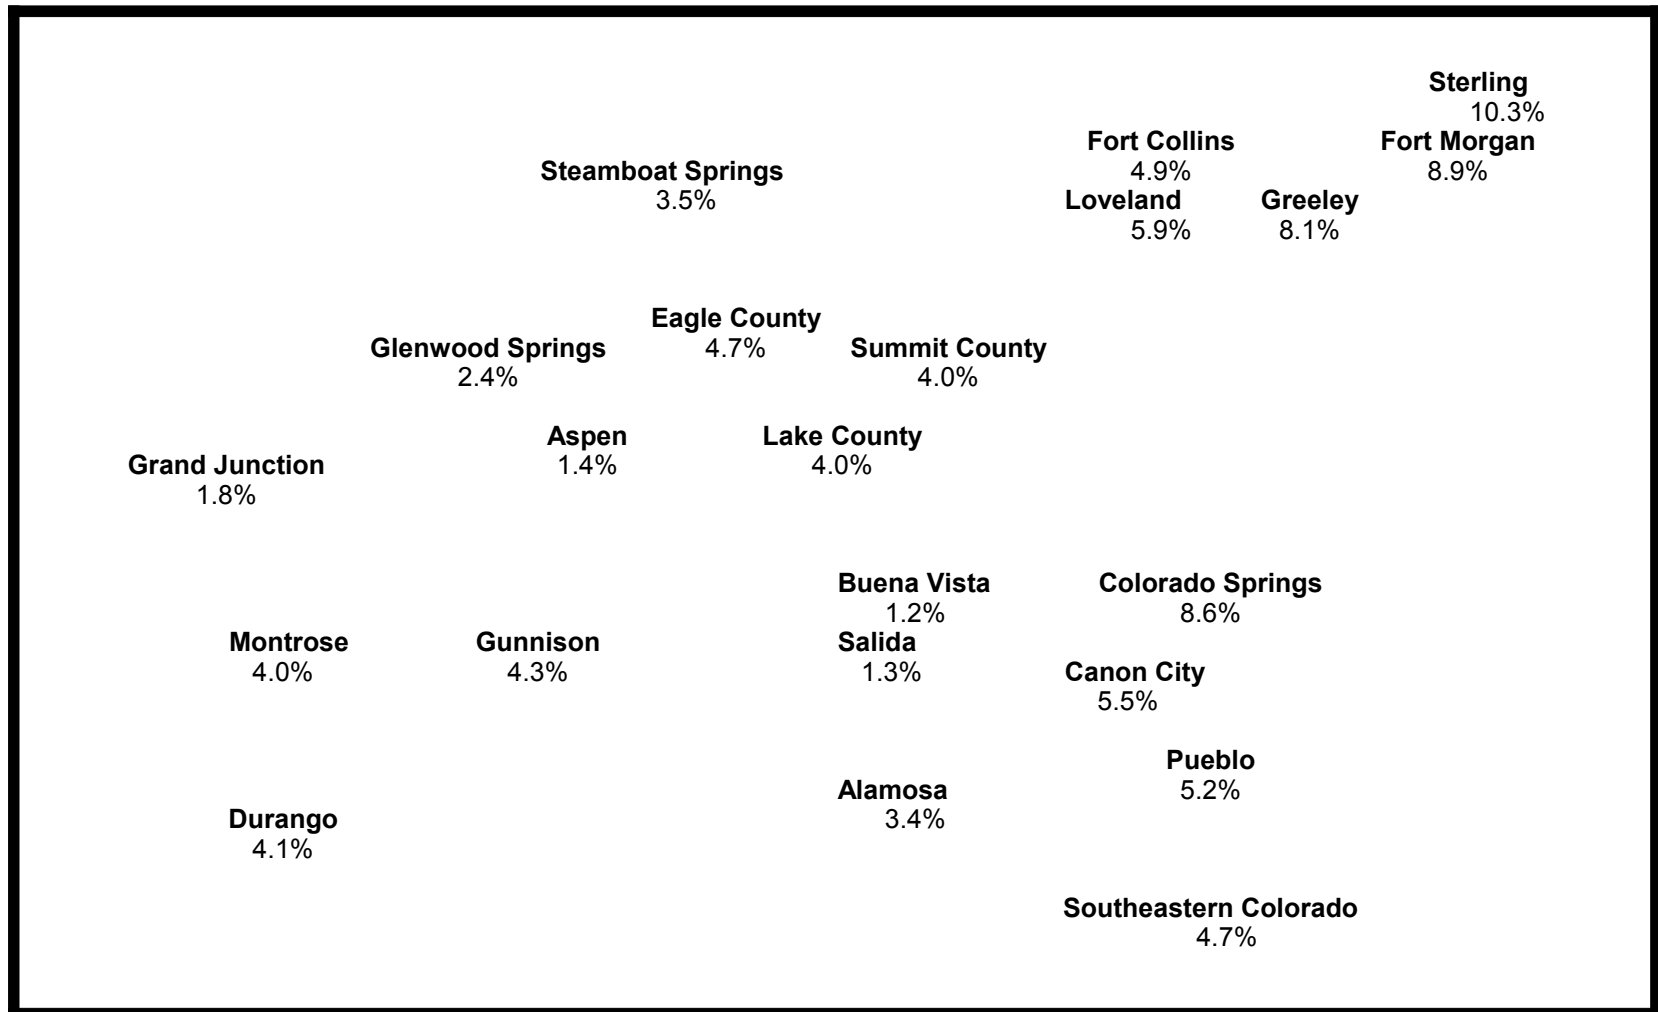 Sterling
10.3%
Fort Collins Fort Morgan
Steamboat Springs 4.9% 8.9%
3.5% Loveland Greeley
5.9% 8.1%
Eagle County
Glenwood Springs 4.7% Summit County
2.4% 4.0%
Aspen Lake County
Grand Junction 1.4% 4.0%
1.8%
Buena Vista Colorado Springs
1.2% 8.6%
Montrose Gunnison Salida
4.0% 4.3% 1.3% Canon City
5.5%
Pueblo
Alamosa 5.2%
Durango 3.4%
4.1%
Southeastern Colorado
4.7%